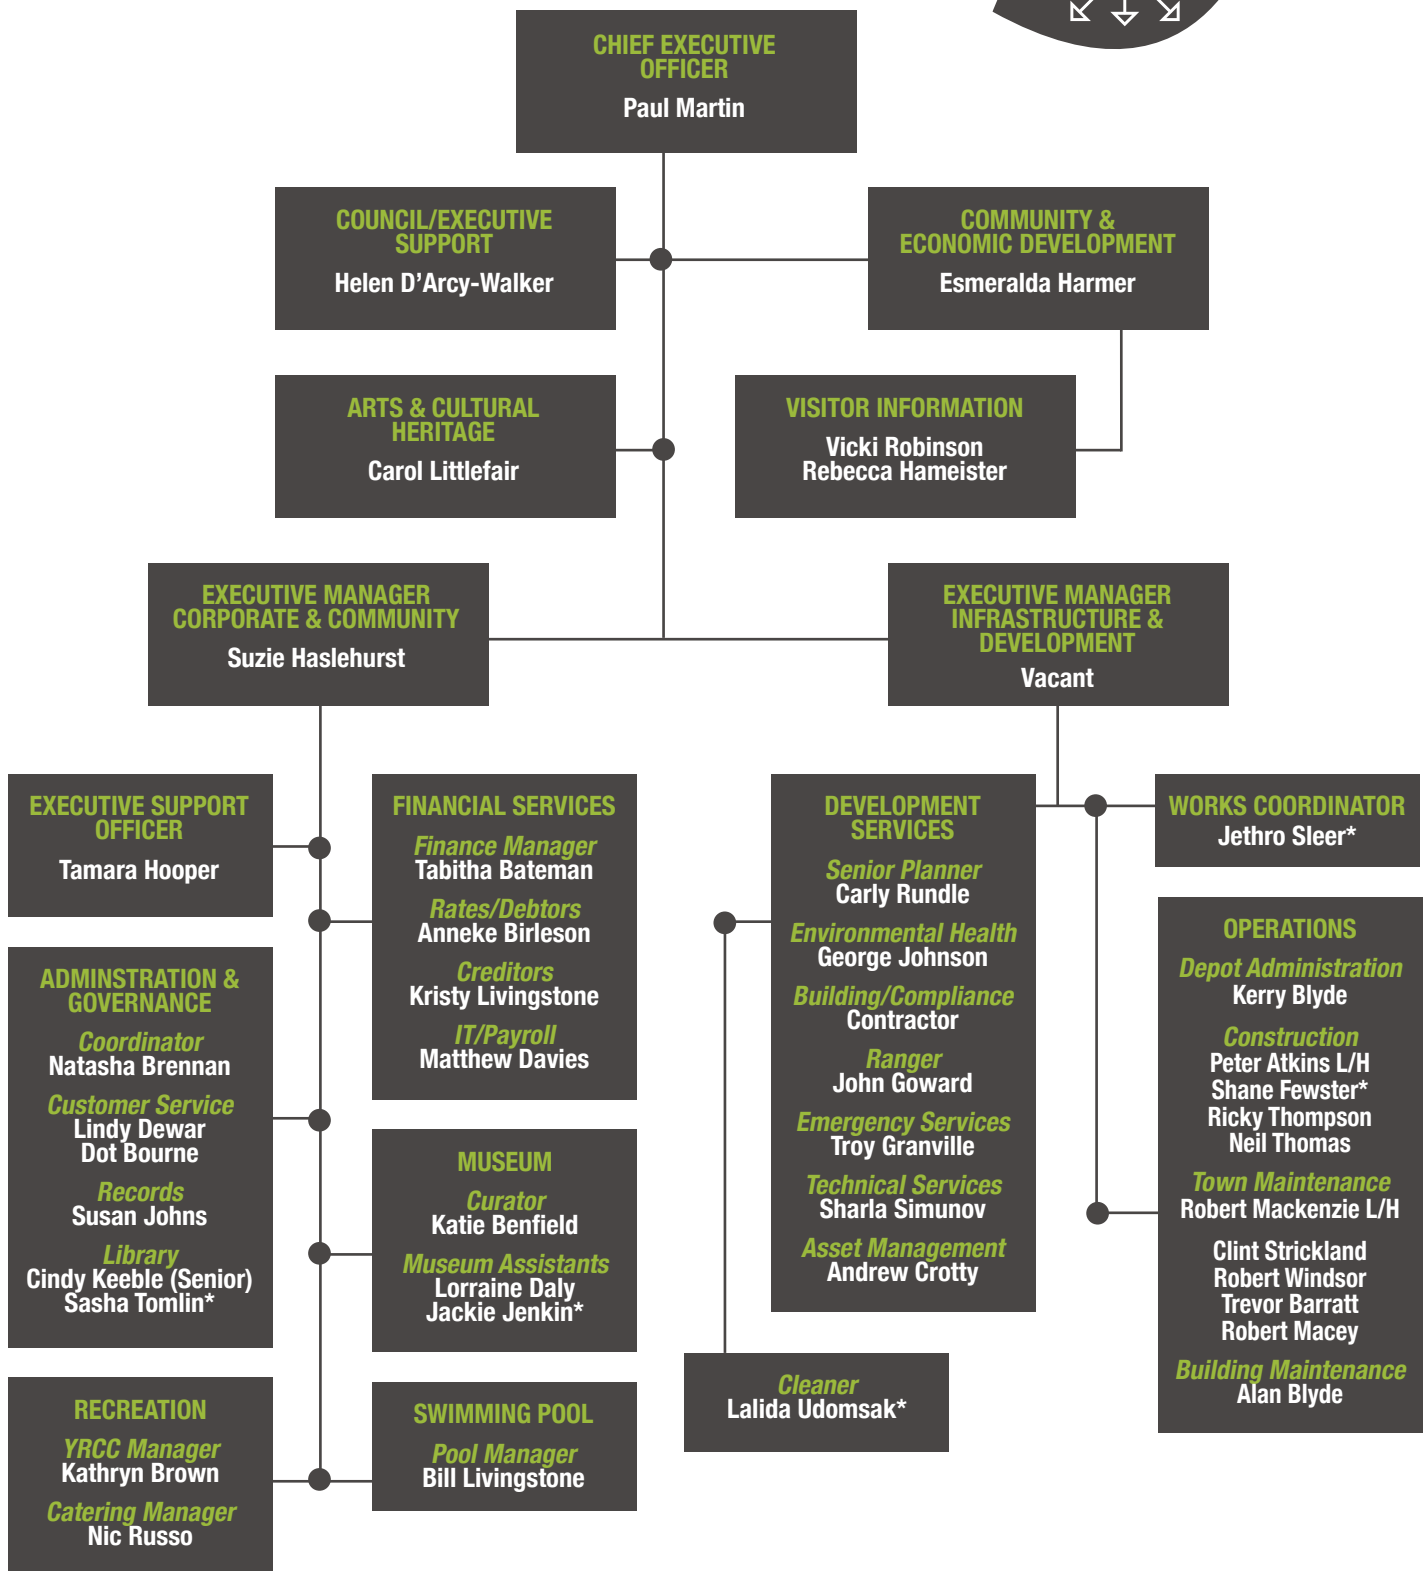 CHIEF EXECUTIVE
OFFICER
Paul Martin
COUNCIL/EXECUTIVE
SUPPORT
Helen D’Arcy-Walker
COMMUNITY &
ECONOMIC DEVELOPMENT
Esmeralda Harmer
ARTS & CULTURAL
HERITAGE
Carol Littlefair
VISITOR INFORMATION
Vicki Robinson
Rebecca Hameister
EXECUTIVE MANAGER
CORPORATE & COMMUNITY
Suzie Haslehurst
EXECUTIVE MANAGER
INFRASTRUCTURE &
DEVELOPMENT
Vacant
EXECUTIVE SUPPORT
OFFICER
Tamara Hooper
ADMINSTRATION &
GOVERNANCE
Coordinator
Natasha Brennan
Customer Service
Lindy Dewar
Dot Bourne
Records
Susan Johns
Library
Cindy Keeble (Senior)
Sasha Tomlin*
RECREATION
YRCC Manager
Kathryn Brown
Catering Manager
Nic Russo
FINANCIAL SERVICES
Finance Manager
Tabitha Bateman
Rates/Debtors
Anneke Birleson
Creditors
Kristy Livingstone
IT/Payroll
Matthew Davies
MUSEUM
Curator
Katie Benfield
Museum Assistants
Lorraine Daly
Jackie Jenkin*
SWIMMING POOL
Pool Manager
Bill Livingstone
DEVELOPMENT
SERVICES
Senior Planner
Carly Rundle
Environmental Health
George Johnson
Building/Compliance
Contractor
Ranger
John Goward
Emergency Services
Troy Granville
Technical Services
Sharla Simunov
Asset Management
Andrew Crotty
Cleaner
Lalida Udomsak*
WORKS COORDINATOR
Jethro Sleer*
OPERATIONS
Depot Administration
Kerry Blyde
Construction
Peter Atkins L/H
Shane Fewster*
Ricky Thompson
Neil Thomas
Town Maintenance
Robert Mackenzie L/H
Clint Strickland
Robert Windsor
Trevor Barratt
Robert Macey
Building Maintenance
Alan Blyde